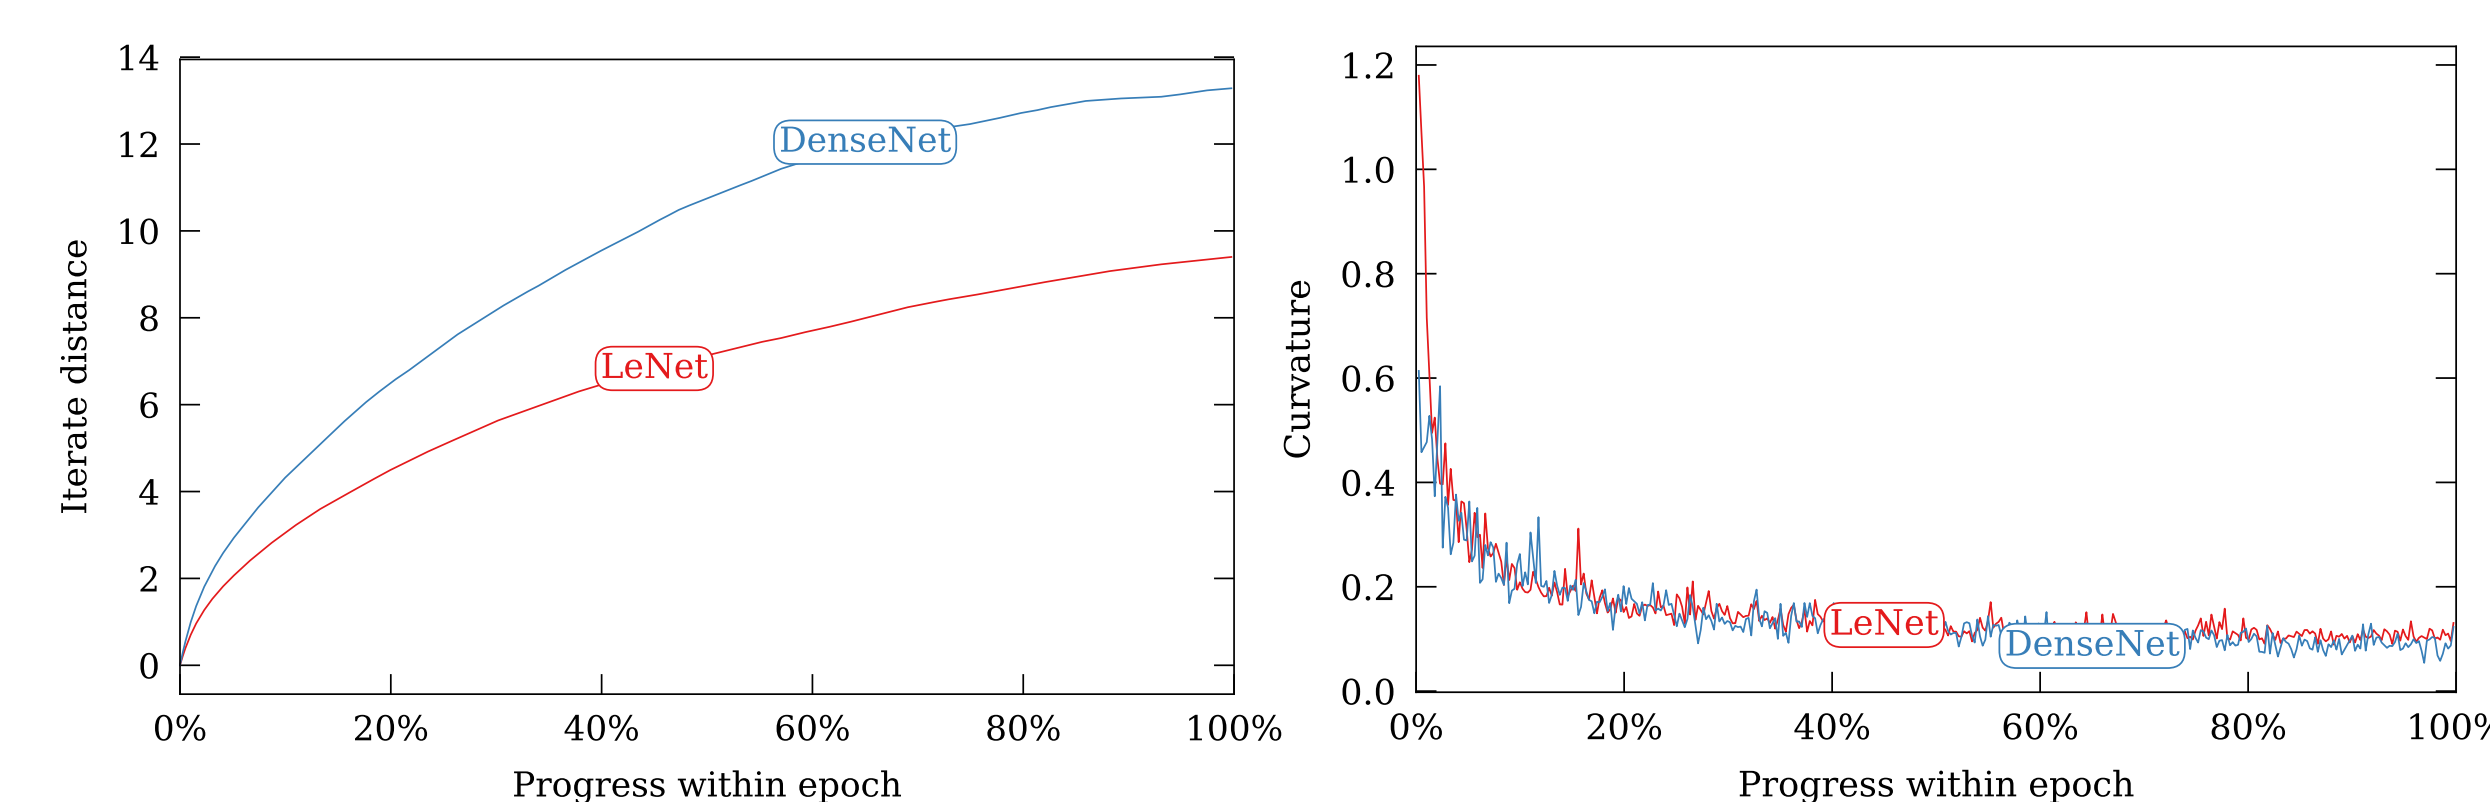 14
12
10
8
6
4
2
0
Iterate distance
DenseNet
LeNet
0% 20% 40% 60% 80% 100%
Progress within epoch
1.2
1.0
0.8
0.6
0.4
0.2
0.0
Curvature
LeNet
DenseNet
0% 20% 40% 60% 80% 100%
Progress within epoch